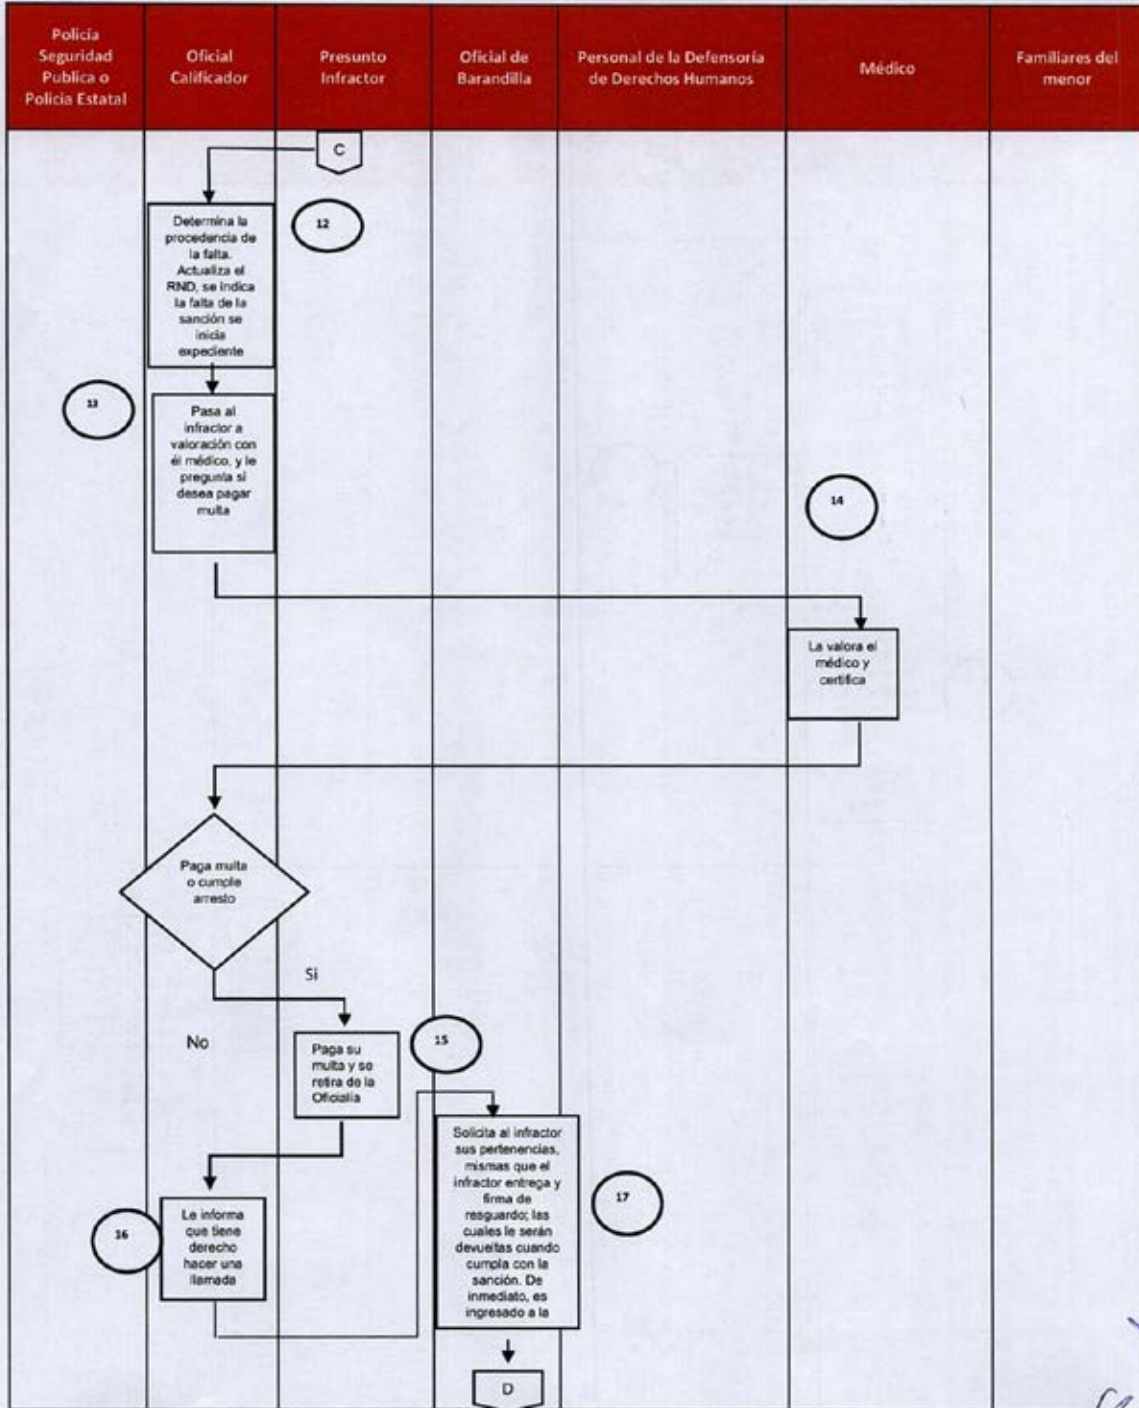 Policía
Seguridad
Publica o
Policía Estatal
Oficial
Calificador
Presunto
Infractor
Oficial de
Barandilla
Personal de la Defensoría
de Derechos Humanos
Médico
Familiares del
menor
C
Determina la
procedencia de
la falta.
Actualiza el
RND, se indica
la falta de la
sanción se
inicia
expediente
12
13
Pasa al
infractor a
valoración con
él médico, y le
pregunta si
desea pagar
multa
14
La valora el
médico y
certifica
Paga multa
o cumple
arresto
Si
No
Paga su
multa y se
retira de la
Oficialía
15
Solicita al infractor
sus pertenencias,
mismas que el
infractor entrega y
firma de
resguardo; las
cuales le serán
devueltas cuando
cumpla con la
sanción. De
inmediato, es
ingresado a la
17
16
Le informa
que tiene
derecho
hacer una
llamada
D